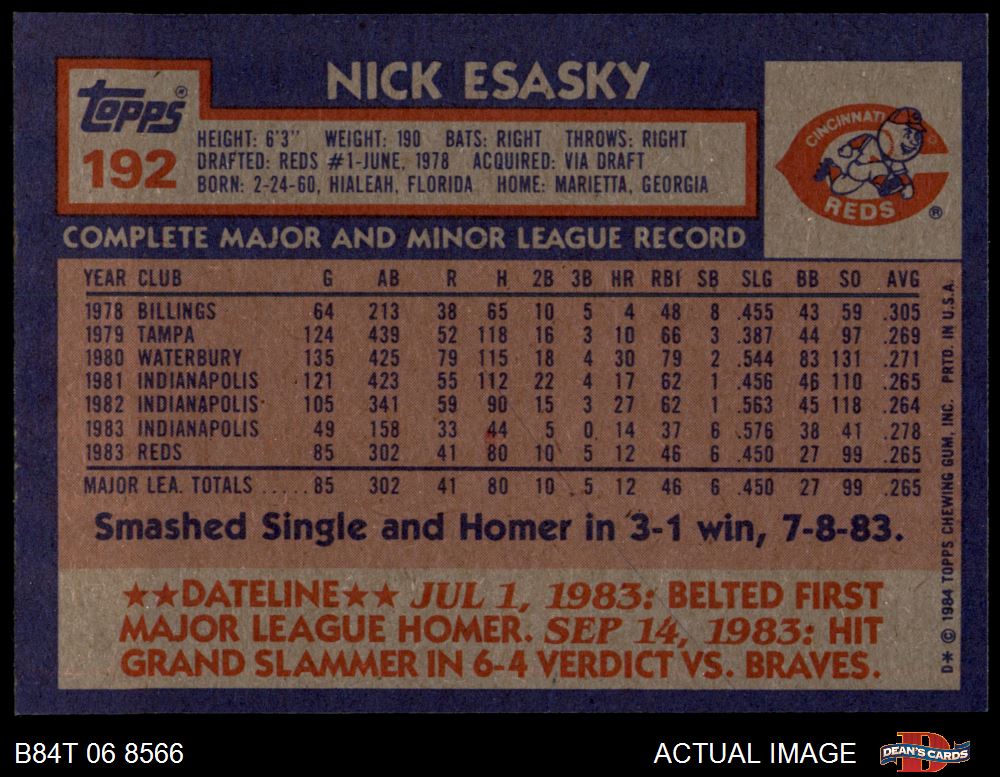 NICK ESASKY
Topps®
192
HEIGHT: 6'3" WEIGHT: 190 BATS: RIGHT THROWS: RIGHT
DRAFTED: REDS #1-JUNE, 1978 ACQUIRED: VIA DRAFT
BORN: 2-24-60, HIALEAH, FLORIDA HOME: MARIETTA, GEORGIA
CINCINNATI
REDS ®
COMPLETE MAJOR AND MINOR LEAGUE RECORD
YEAR CLUB G AB R H 2B 3B HR RBI SB SLG BB SO AVG
1978 BILLINGS 64 213 38 65 10 5 4 48 8 .455 43 59 .305
1979 TAMPA 124 439 52 118 16 3 10 66 3 .387 44 97 .269
1980 WATERBURY 135 425 79 115 18 4 30 79 2 .544 83 131 .271
1981 INDIANAPOLIS 121 423 55 112 22 4 17 62 1 .456 46 110 .265
1982 INDIANAPOLIS 105 341 59 90 15 3 27 62 1 .563 45 118 .264
1983 INDIANAPOLIS 49 158 33 44 5 0 14 37 6 .576 38 41 .278
1983 REDS 85 302 41 80 10 5 12 46 6 .450 27 99 .265
MAJOR LEA. TOTALS ..... 85 302 41 80 10 5 12 46 6 .450 27 99 .265
Smashed Single and Homer in 3-1 win, 7-8-83.
★★DATELINE★★ JUL 1, 1983: BELTED FIRST
MAJOR LEAGUE HOMER. SEP 14, 1983: HIT
GRAND SLAMMER IN 6-4 VERDICT VS. BRAVES.
D* © 1984 TOPPS CHEWING GUM, INC. PRTD. IN U.S.A.
B84T 06 8566
ACTUAL IMAGE
D
DEAN'S CARDS